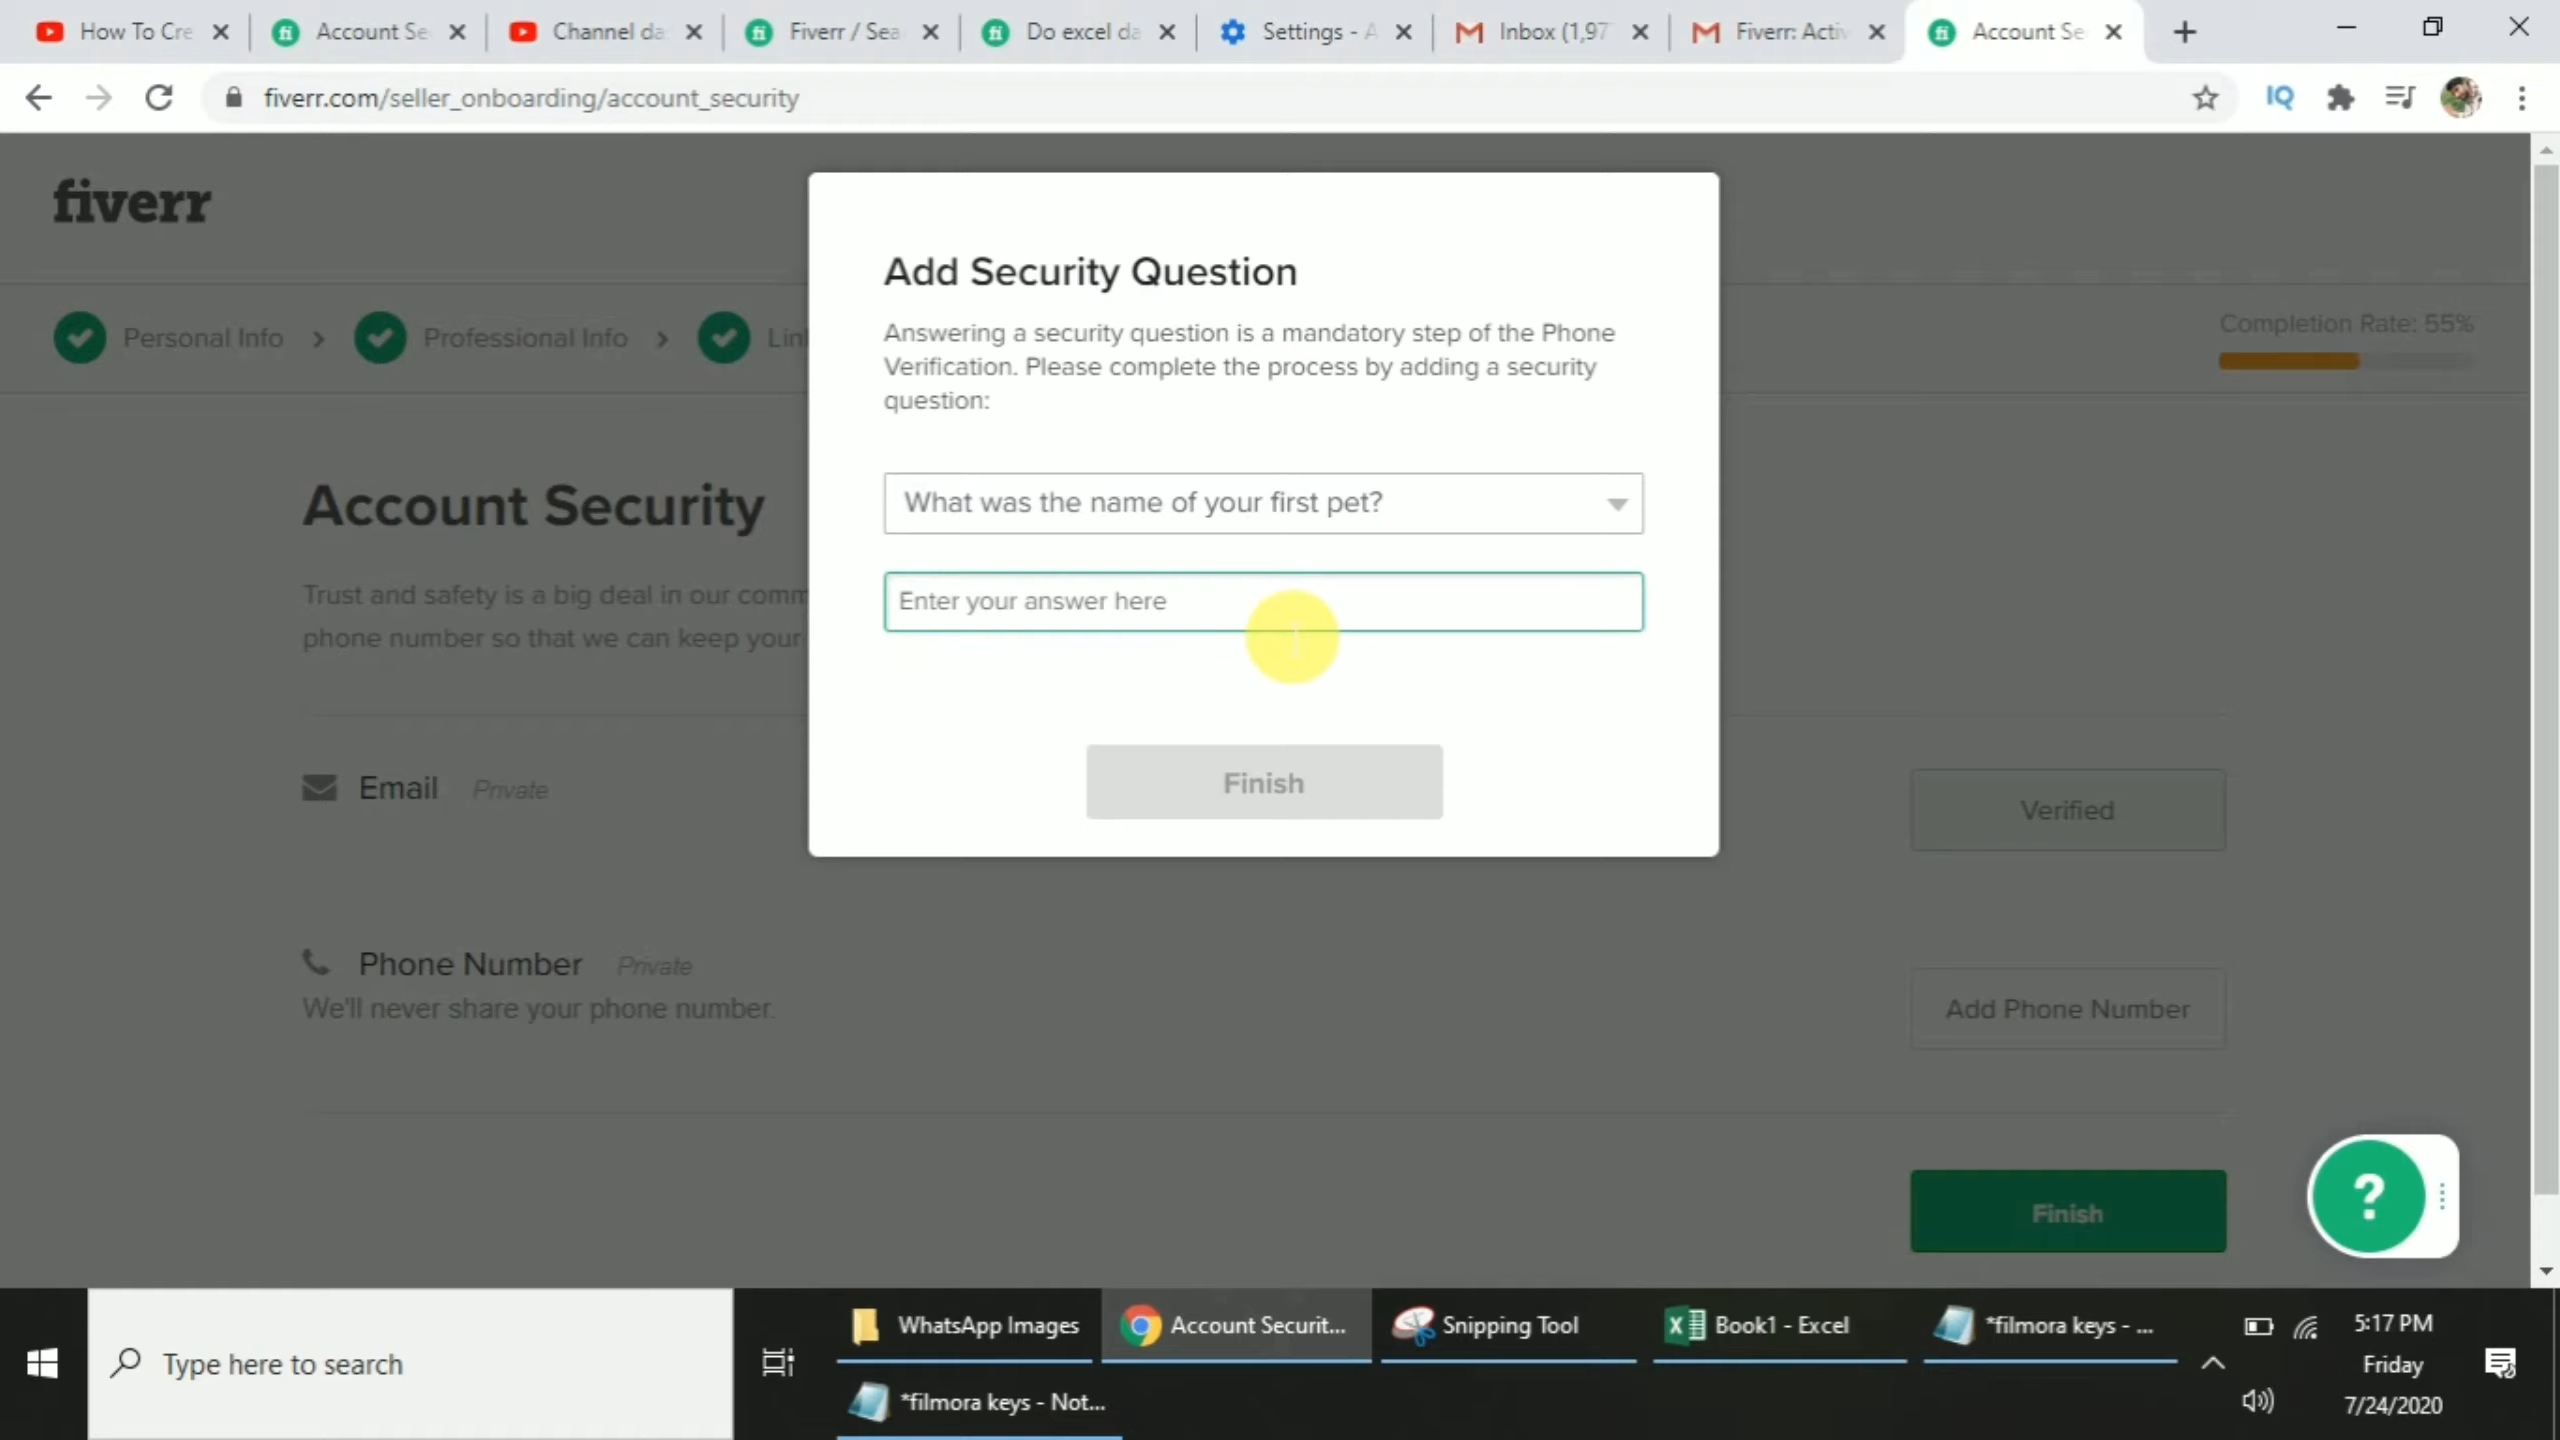 How To Cre
Account Se
Channel da
Fiverr / Sea
Do excel da
Settings - A
Inbox (1,97
Fiverr: Activ
Account Se
fiverr.com/seller_onboarding/account_security
IQ
fiverr
Personal Info
Professional Info
Lin
Completion Rate: 55%
Add Security Question
Answering a security question is a mandatory step of the Phone
Verification. Please complete the process by adding a security
question:
What was the name of your first pet?
Enter your answer here
Finish
Account Security
Trust and safety is a big deal in our comm
phone number so that we can keep your
Email Private
Verified
Phone Number Private
We'll never share your phone number.
Add Phone Number
Finish
?
Type here to search
WhatsApp Images
Account Securit...
Snipping Tool
Book1 - Excel
*filmora keys - ...
*filmora keys - Not...
5:17 PM
Friday
7/24/2020